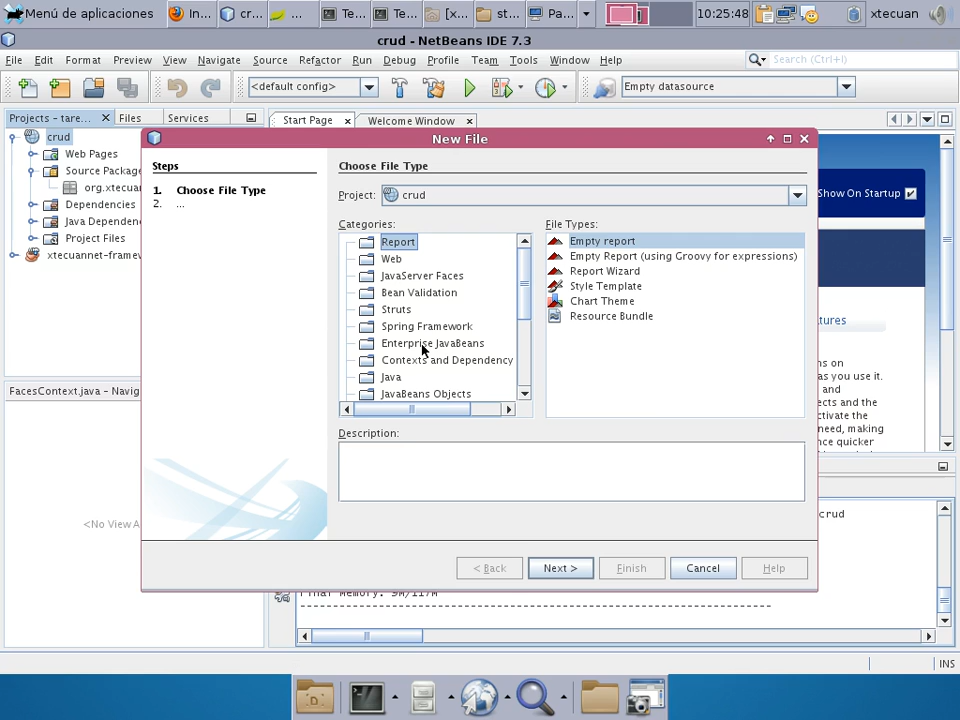 Menú de aplicaciones
In...
cr...
...
Te...
Te...
[x...
st...
Pa...
10:25:48
xtecuan
crud - NetBeans IDE 7.3
File Edit Format Preview View Navigate Source Refactor Run Debug Profile Team Tools Window Help
Search (Ctrl+I)
<default config>
Empty datasource
Projects - tare...
Files
Services
Start Page
Welcome Window
crud
Web Pages
Source Package
org.xtecuan
Dependencies
Java Dependen
Project Files
xtecuannet-framew
FacesContext.java - Navig
<No View A
New File
Steps
1. Choose File Type
2. ...
Choose File Type
Project: crud
Categories:
Report
Web
JavaServer Faces
Bean Validation
Struts
Spring Framework
Enterprise JavaBeans
Contexts and Dependency
Java
JavaBeans Objects
File Types:
Empty report
Empty Report (using Groovy for expressions)
Report Wizard
Style Template
Chart Theme
Resource Bundle
Description:
< Back
Next >
Finish
Cancel
Help
Show On Startup
tures
ns on
as you use it.
and
ects and the
ctivate the
need, making
nce quicker
crud
Final Memory: 9M/117M
------------------------------------------------------------------------
INS